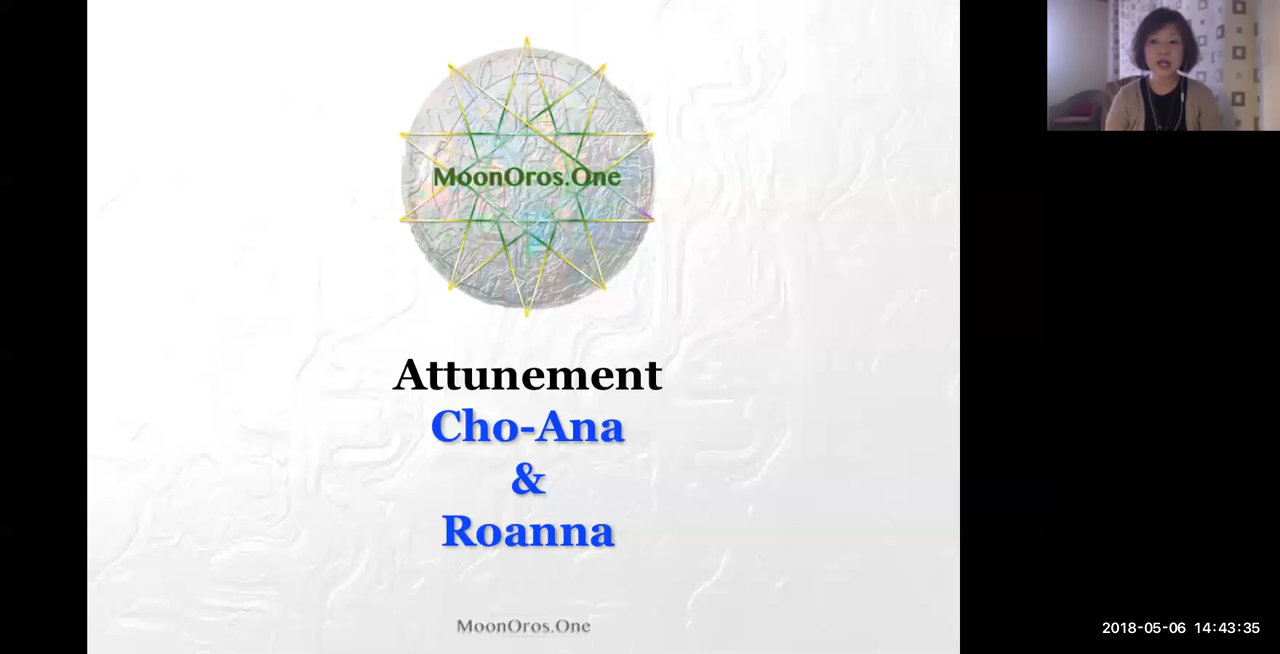 MoonOros.One
Attunement
Cho-Ana
&
Roanna
MoonOros.One
2018-05-06 14:43:35